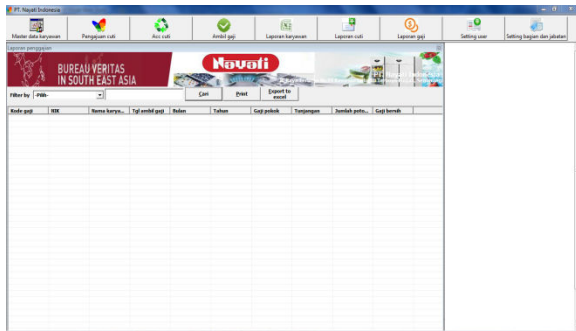 PT. Nayati Indonesia
Master data karyawan
Pengajuan cuti
Acc cuti
Ambil gaji
Laporan karyawan
Laporan cuti
Laporan gaji
Setting user
Setting bagian dan jabatan
Laporan penggajian
BUREAU VERITAS
IN SOUTH EAST ASIA
Nayati
Filter by
-Pilih-
Cari
Print
Export to
excel
Kode gaji
NIK
Nama karya...
Tgl ambil gaji
Bulan
Tahun
Gaji pokok
Tunjangan
Jumlah poto...
Gaji bersih